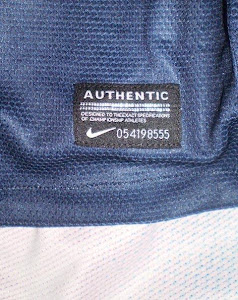 AUTHENTIC
DESIGNED TO THE EXACT SPECIFICATIONS
OF CHAMPIONSHIP ATHLETES
054198555